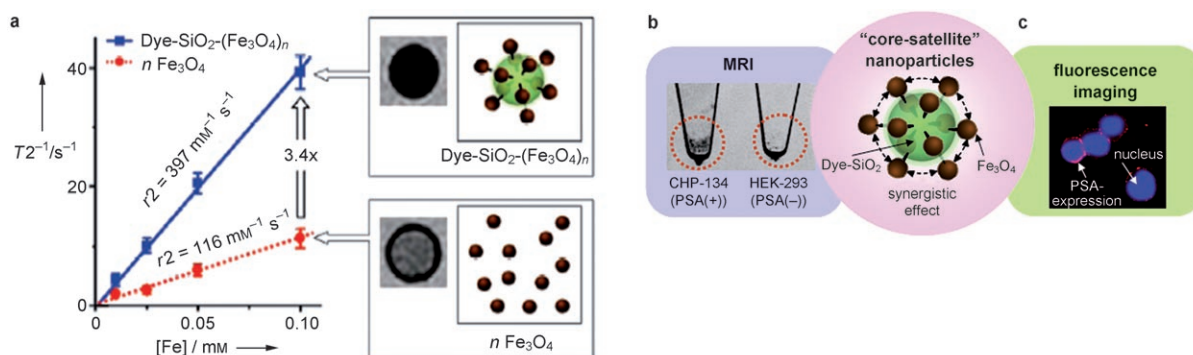 a
Dye-SiO₂-(Fe₃O₄)n
n Fe₃O₄
40
20
0
T2⁻¹/s⁻¹
r2 = 397 mM⁻¹ s⁻¹
r2 = 116 mM⁻¹ s⁻¹
3.4x
0
0.05
0.10
[Fe] / mM
Dye-SiO₂-(Fe₃O₄)n
n Fe₃O₄
b
MRI
CHP-134
(PSA(+))
HEK-293
(PSA(–))
"core-satellite"
nanoparticles
Dye-SiO₂
Fe₃O₄
synergistic
effect
c
fluorescence
imaging
nucleus
PSA-
expression